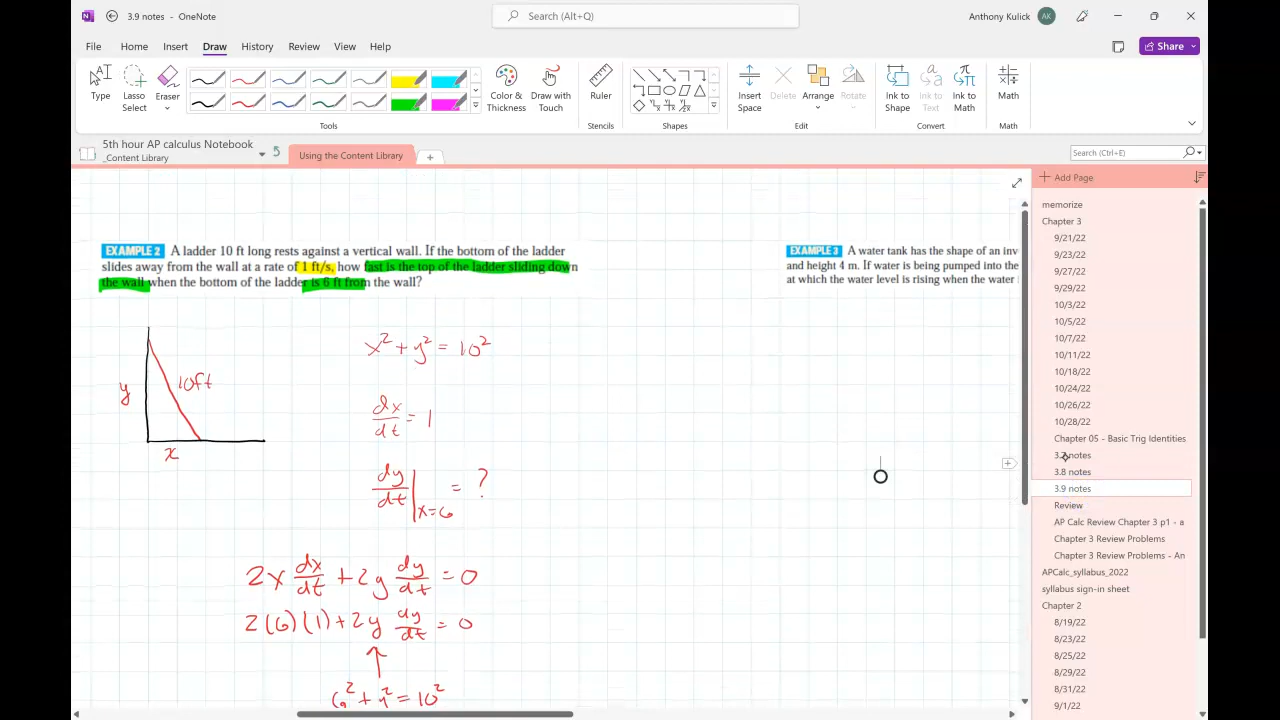 3.9 notes - OneNote
Search (Alt+Q)
Anthony Kulick
AK
File Home Insert Draw History Review View Help
Share
Type
Lasso Select
Eraser
Color & Thickness
Draw with Touch
Ruler
Insert Space
Delete
Arrange
Rotate
Ink to Shape
Ink to Text
Ink to Math
Math
Tools
Stencils
Shapes
Edit
Convert
Math
5th hour AP calculus Notebook
_Content Library
Using the Content Library
Search (Ctrl+E)
Add Page
memorize
Chapter 3
9/21/22
9/23/22
9/27/22
9/29/22
10/3/22
10/5/22
10/7/22
10/11/22
10/18/22
10/24/22
10/26/22
10/28/22
Chapter 05 - Basic Trig Identities
notes
3.8 notes
3.9 notes
Review
AP Calc Review Chapter 3 p1 - a
Chapter 3 Review Problems
Chapter 3 Review Problems - An
APCalc_syllabus_2022
syllabus sign-in sheet
Chapter 2
8/19/22
8/23/22
8/25/22
8/29/22
8/31/22
9/1/22
EXAMPLE 2 A ladder 10 ft long rests against a vertical wall. If the bottom of the ladder
slides away from the wall at a rate of 1 ft/s, how fast is the top of the ladder sliding down
the wall when the bottom of the ladder is 6 ft from the wall?
EXAMPLE 3 A water tank has the shape of an inv
and height 4 m. If water is being pumped into the
at which the water level is rising when the water
y
10ft
x
x² + y² = 10²
dx/dt = 1
dy/dt | x=6 = ?
2x dx/dt + 2y dy/dt = 0
2(6)(1) + 2y dy/dt = 0
6² + y² = 10²